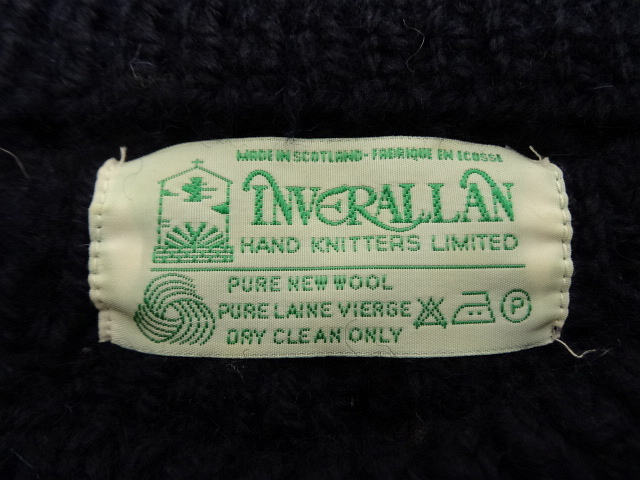 MADE IN SCOTLAND - FABRIQUE EN ECOSSE
INVERALLAN
HAND KNITTERS LIMITED
PURE NEW WOOL
PURE LAINE VIERGE
P
DRY CLEAN ONLY